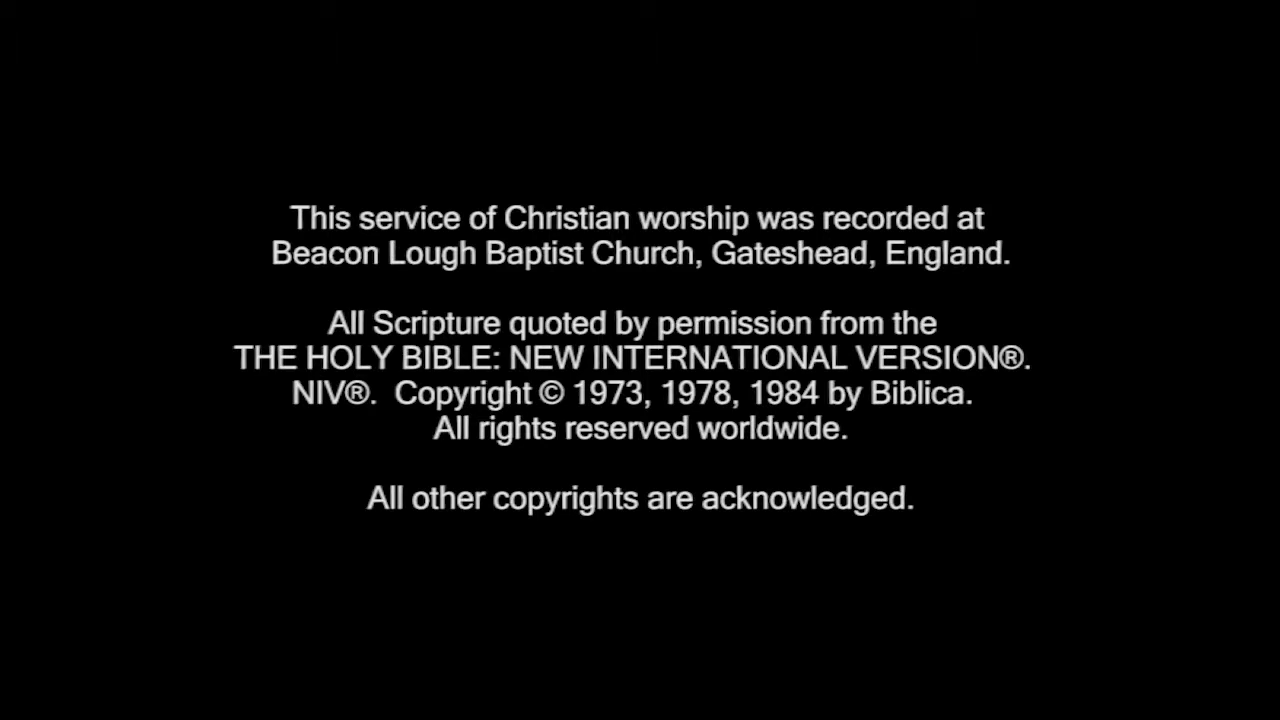 This service of Christian worship was recorded at
Beacon Lough Baptist Church, Gateshead, England.
All Scripture quoted by permission from the
THE HOLY BIBLE: NEW INTERNATIONAL VERSION®.
NIV®.  Copyright © 1973, 1978, 1984 by Biblica.
All rights reserved worldwide.
All other copyrights are acknowledged.